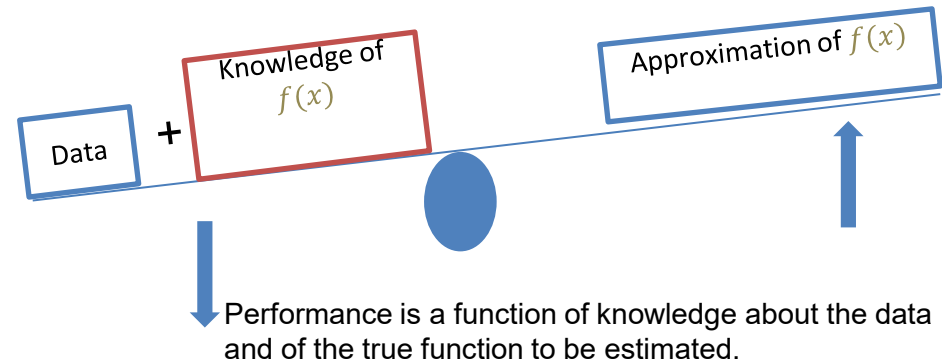 Data
+
Knowledge of
f(x)
Approximation of f(x)
Performance is a function of knowledge about the data
and of the true function to be estimated.